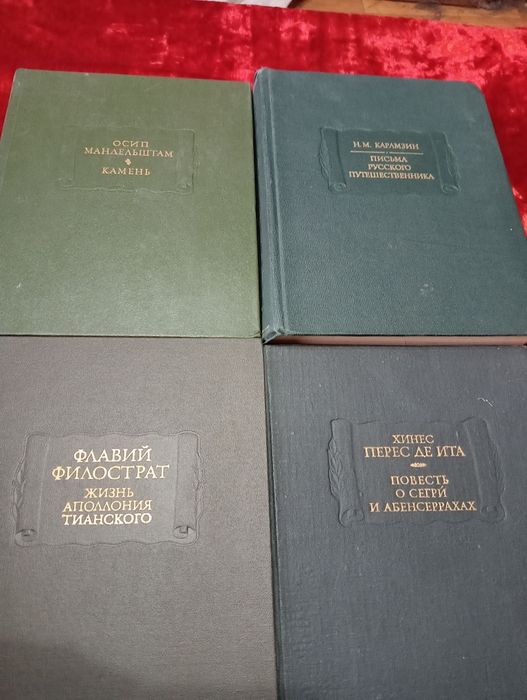 ОСИП
МАНДЕЛЬШТАМ
КАМЕНЬ
Н.М. КАРАМЗИН
ПИСЬМА
РУССКОГО
ПУТЕШЕСТВЕННИКА
ФЛАВИЙ
ФИЛОСТРАТ
ЖИЗНЬ
АПОЛЛОНИЯ
ТИАНСКОГО
ХИНЕС
ПЕРЕС ДЕ ИТА
ПОВЕСТЬ
О СЕГРИ
И АБЕНСЕРРАХАХ